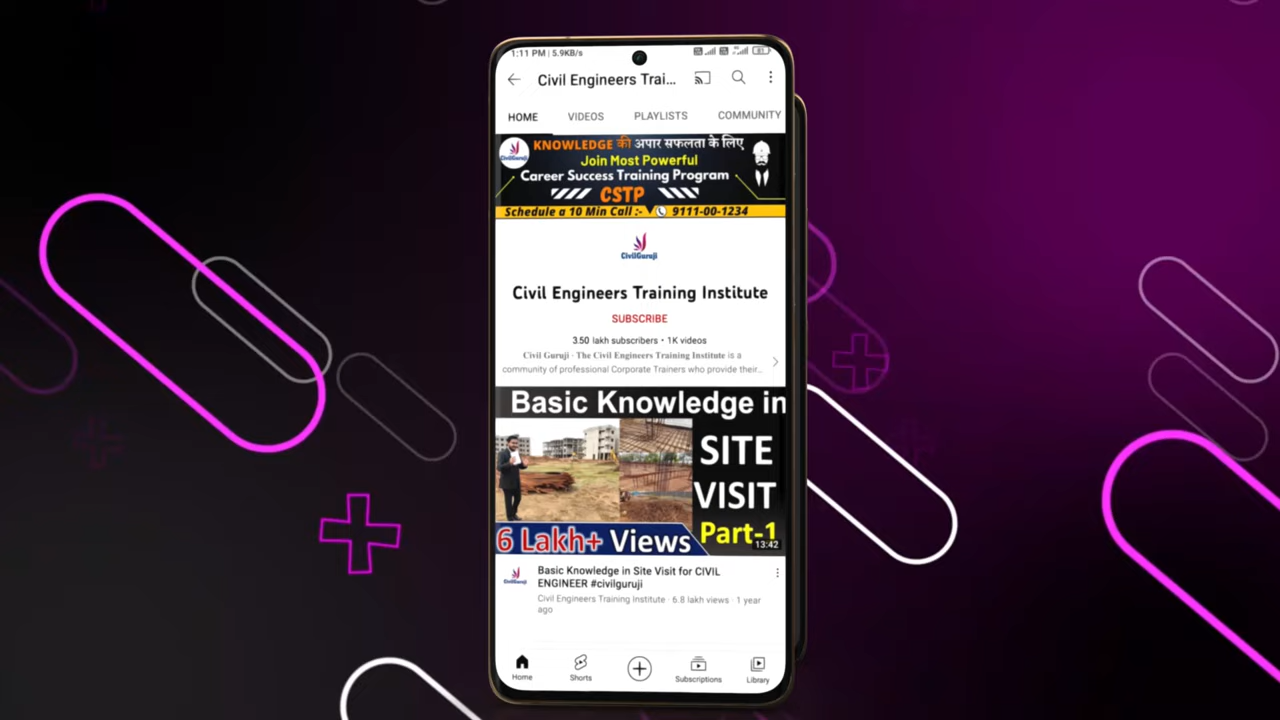 1:11 PM | 5.9KB/s
Civil Engineers Trai...
HOME VIDEOS PLAYLISTS COMMUNITY
CivilGuruji
KNOWLEDGE की अपार सफलता के लिए
Join Most Powerful
Career Success Training Program
CSTP
Schedule a 10 Min Call :- 9111-00-1234
CivilGuruji
Civil Engineers Training Institute
SUBSCRIBE
3.50 lakh subscribers • 1K videos
Civil Guruji - The Civil Engineers Training Institute is a
community of professional Corporate Trainers who provide their...
Basic Knowledge in
SITE
VISIT
Part-1
6 Lakh+ Views
13:42
CivilGuruji
Basic Knowledge in Site Visit for CIVIL
ENGINEER #civilguruji
Civil Engineers Training Institute · 6.8 lakh views · 1 year
ago
Home Shorts Subscriptions Library